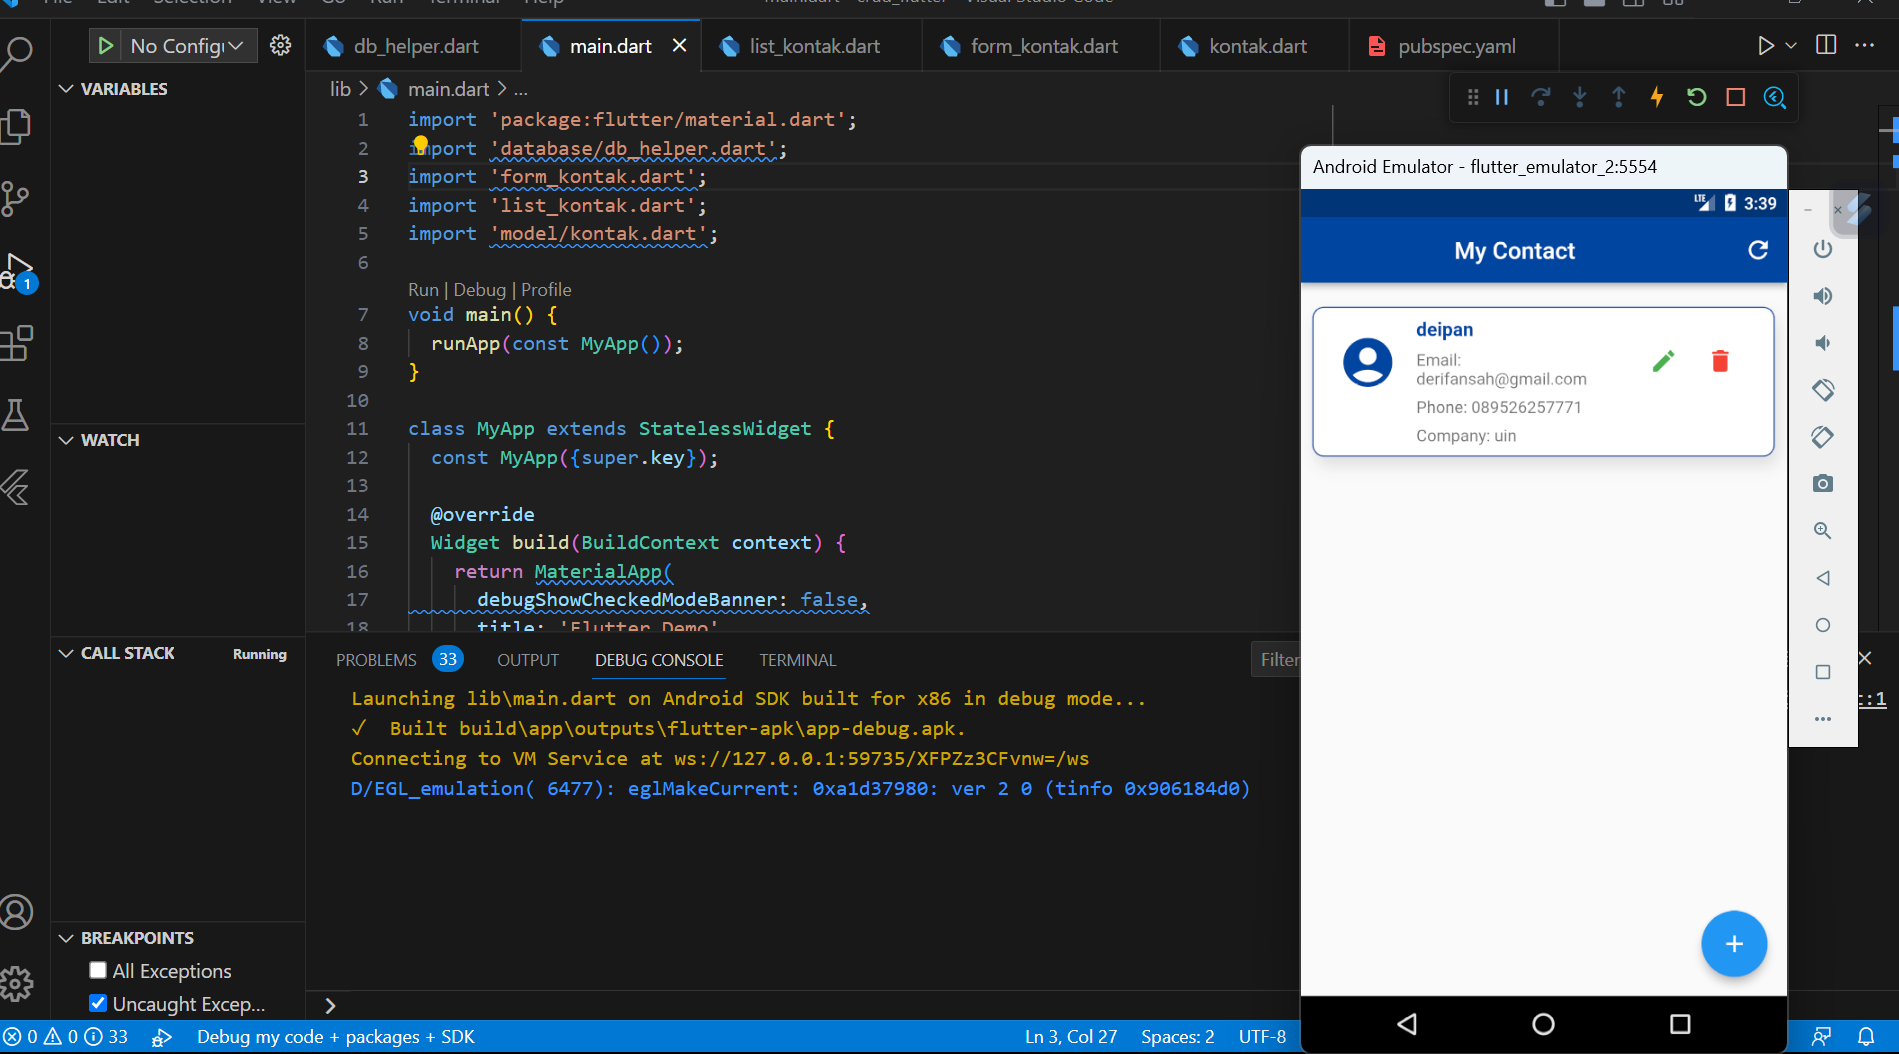 No Config
db_helper.dart
main.dart
list_kontak.dart
form_kontak.dart
kontak.dart
pubspec.yaml
VARIABLES
lib > main.dart > ...
1 import 'package:flutter/material.dart';
2 import 'database/db_helper.dart';
3 import 'form_kontak.dart';
4 import 'list_kontak.dart';
5 import 'model/kontak.dart';
6
Run | Debug | Profile
7 void main() {
8 runApp(const MyApp());
9 }
10
11 class MyApp extends StatelessWidget {
12 const MyApp({super.key});
13
14 @override
15 Widget build(BuildContext context) {
16 return MaterialApp(
17 debugShowCheckedModeBanner: false,
18 title: 'Flutter Demo'
1
WATCH
CALL STACK
Running
BREAKPOINTS
All Exceptions
Uncaught Excep...
PROBLEMS 33
OUTPUT
DEBUG CONSOLE
TERMINAL
Filter
Launching lib\main.dart on Android SDK built for x86 in debug mode...
✓ Built build\app\outputs\flutter-apk\app-debug.apk.
Connecting to VM Service at ws://127.0.0.1:59735/XFPZz3CFvnw=/ws
D/EGL_emulation( 6477): eglMakeCurrent: 0xa1d37980: ver 2 0 (tinfo 0x906184d0)
:1
>
Android Emulator - flutter_emulator_2:5554
LTE 3:39
My Contact
deipan
Email:
derifansah@gmail.com
Phone: 089526257771
Company: uin
+
0 0 33
Debug my code + packages + SDK
Ln 3, Col 27
Spaces: 2
UTF-8